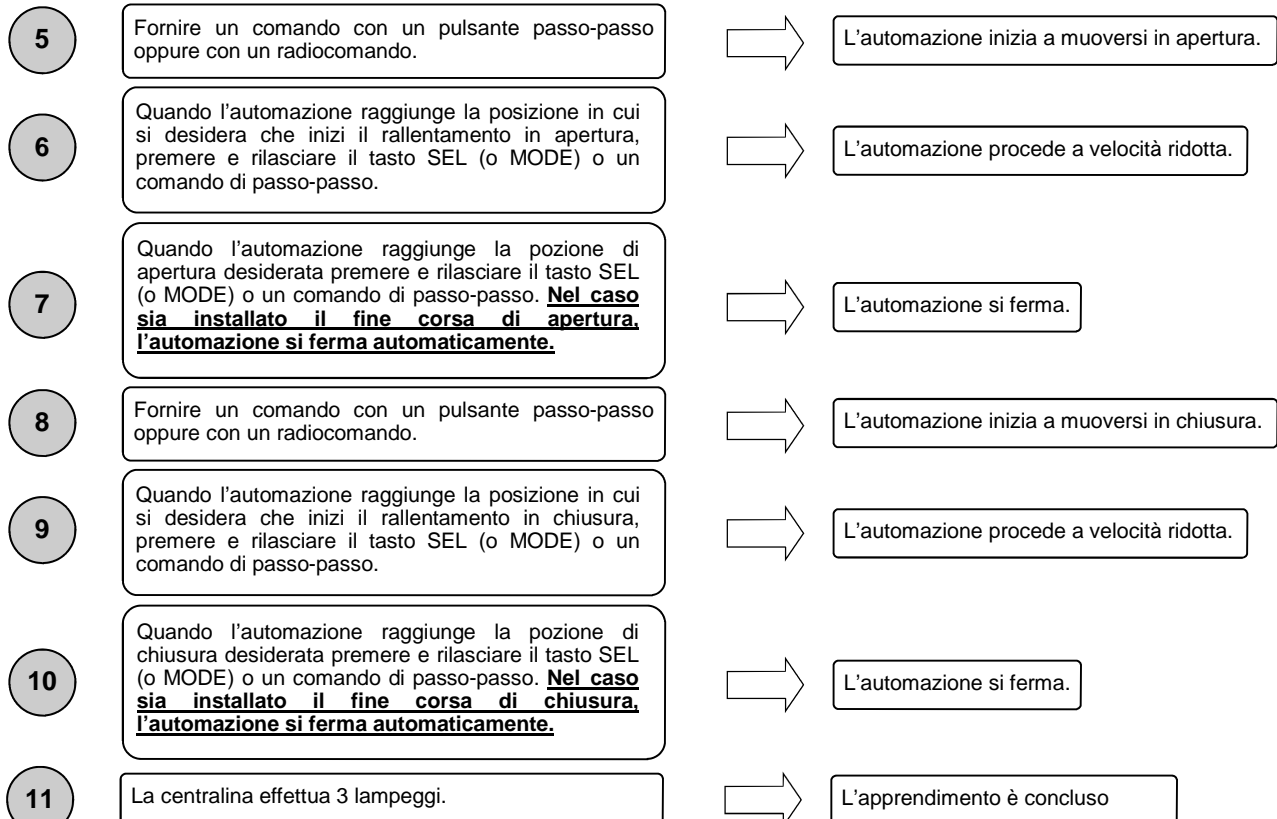 5
Fornire un comando con un pulsante passo-passo
oppure con un radiocomando.
L'automazione inizia a muoversi in apertura.
6
Quando l'automazione raggiunge la posizione in cui
si desidera che inizi il rallentamento in apertura,
premere e rilasciare il tasto SEL (o MODE) o un
comando di passo-passo.
L'automazione procede a velocità ridotta.
7
Quando l'automazione raggiunge la pozione di
apertura desiderata premere e rilasciare il tasto SEL
(o MODE) o un comando di passo-passo. Nel caso
sia installato il fine corsa di apertura,
l'automazione si ferma automaticamente.
L'automazione si ferma.
8
Fornire un comando con un pulsante passo-passo
oppure con un radiocomando.
L'automazione inizia a muoversi in chiusura.
9
Quando l'automazione raggiunge la posizione in cui
si desidera che inizi il rallentamento in chiusura,
premere e rilasciare il tasto SEL (o MODE) o un
comando di passo-passo.
L'automazione procede a velocità ridotta.
10
Quando l'automazione raggiunge la pozione di
chiusura desiderata premere e rilasciare il tasto SEL
(o MODE) o un comando di passo-passo. Nel caso
sia installato il fine corsa di chiusura,
l'automazione si ferma automaticamente.
L'automazione si ferma.
11
La centralina effettua 3 lampeggi.
L'apprendimento è concluso